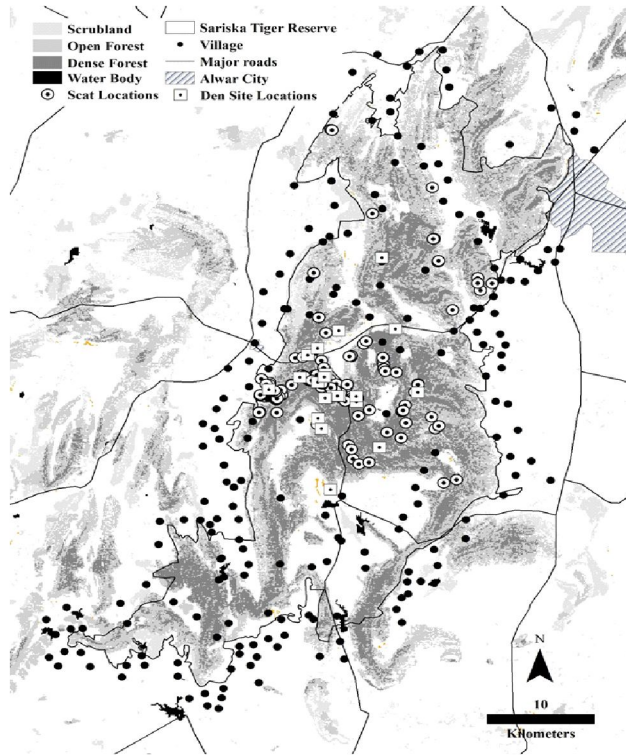 Scrubland
Open Forest
Dense Forest
Water Body
Scat Locations
Sariska Tiger Reserve
Village
Major roads
Alwar City
Den Site Locations
N
10
Kilometers